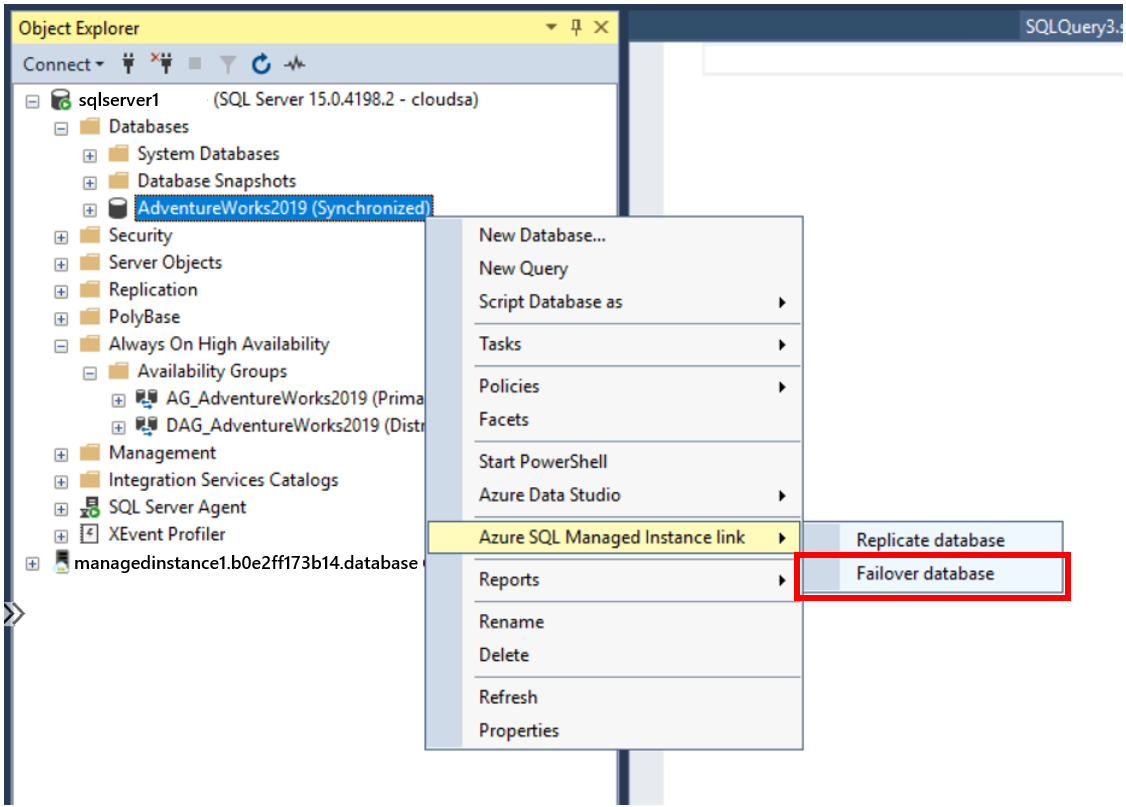 Object Explorer
SQLQuery3.s
Connect
sqlserver1 (SQL Server 15.0.4198.2 - cloudsa)
Databases
System Databases
Database Snapshots
AdventureWorks2019 (Synchronized)
Security
Server Objects
Replication
PolyBase
Always On High Availability
Availability Groups
AG_AdventureWorks2019 (Prima
DAG_AdventureWorks2019 (Distr
Management
Integration Services Catalogs
SQL Server Agent
XEvent Profiler
managedinstance1.b0e2ff173b14.database
New Database...
New Query
Script Database as
Tasks
Policies
Facets
Start PowerShell
Azure Data Studio
Azure SQL Managed Instance link
Reports
Rename
Delete
Refresh
Properties
Replicate database
Failover database